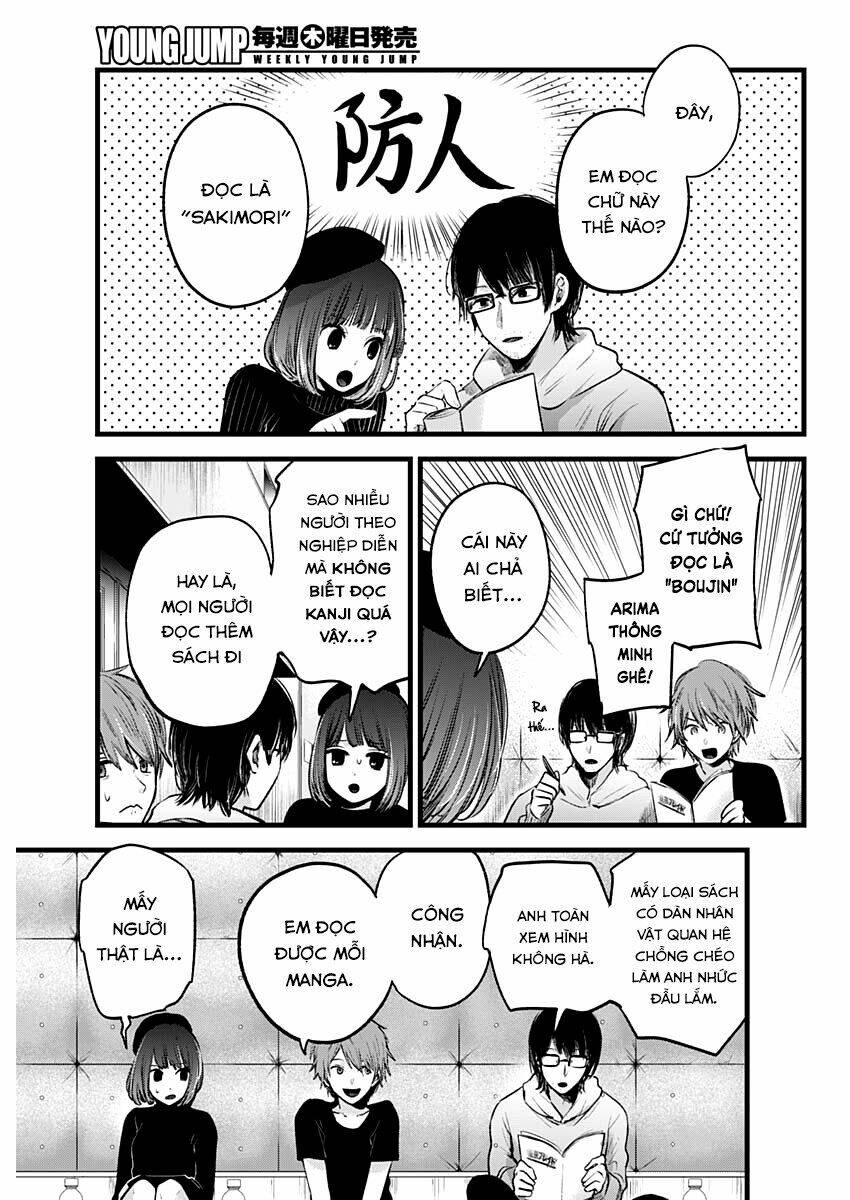 YOUNG JUMP 毎週木曜日発売
WEEKLY YOUNG JUMP
ĐÂY,
EM ĐỌC
CHỮ NÀY
THẾ NÀO?
防人
ĐỌC LÀ
"SAKIMORI"
GÌ CHỨ!
CỨ TƯỞNG
ĐỌC LÀ
"BOUJIN"
ARIMA
THÔNG
MINH
GHÊ!
CÁI NÀY
AI CHẢ
BIẾT...
Ra
thế...
SAO NHIỀU
NGƯỜI THEO
NGHIỆP DIỄN
MÀ KHÔNG
BIẾT ĐỌC
KANJI QUÁ
VẬY...?
HAY LÀ,
MỌI NGƯỜI
ĐỌC THÊM
SÁCH ĐI
MẤY LOẠI SÁCH
CÓ DÀN NHÂN
VẬT QUAN HỆ
CHỒNG CHÉO
LÀM ANH NHỨC
ĐẦU LẮM.
ANH TOÀN
XEM HÌNH
KHÔNG HÀ.
CÔNG
NHẬN.
EM ĐỌC
ĐƯỢC MỖI
MANGA.
MẤY
NGƯỜI
THẬT LÀ...